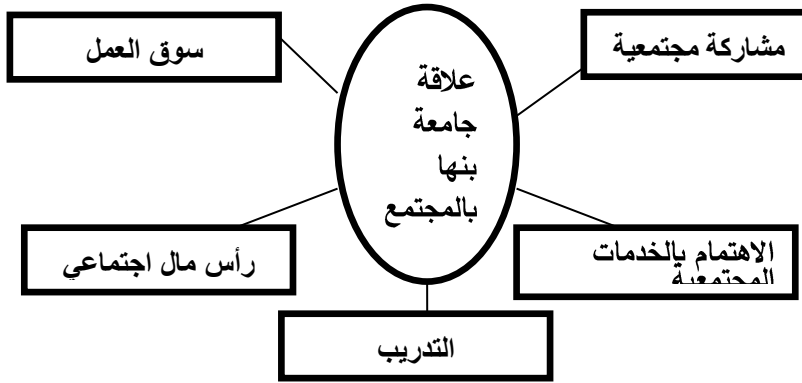 مشاركة مجتمعية
سوق العمل
علاقة
جامعة
بنها
بالمجتمع
الاهتمام بالخدمات
المجتمعية
رأس مال اجتماعي
التدريب